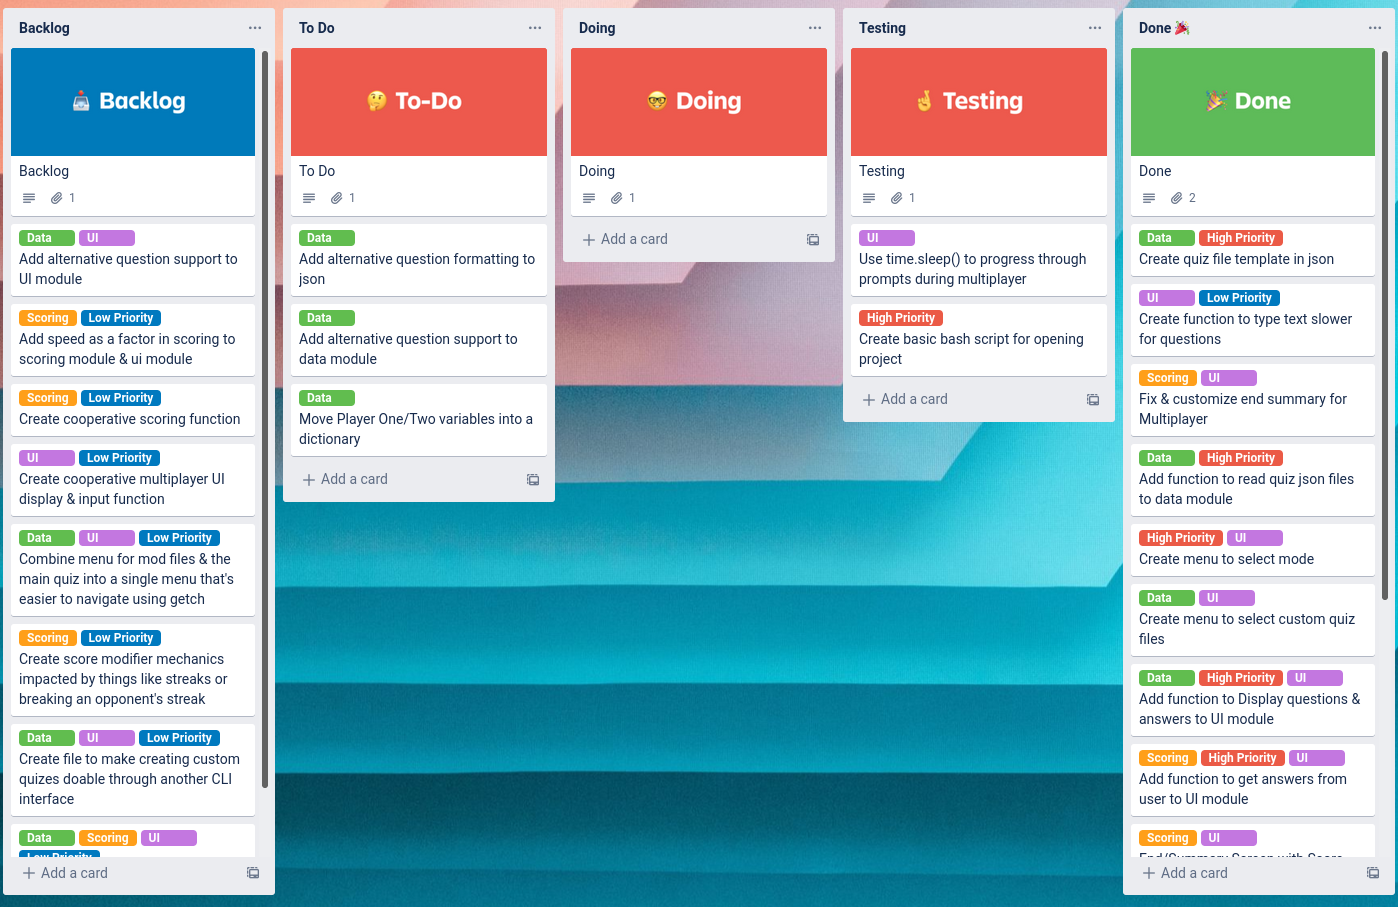 Backlog
Backlog
Backlog
1
Data UI
Add alternative question support to
UI module
Scoring Low Priority
Add speed as a factor in scoring to
scoring module & ui module
Scoring Low Priority
Create cooperative scoring function
UI Low Priority
Create cooperative multiplayer UI
display & input function
Data UI Low Priority
Combine menu for mod files & the
main quiz into a single menu that's
easier to navigate using getch
Scoring Low Priority
Create score modifier mechanics
impacted by things like streaks or
breaking an opponent's streak
Data UI Low Priority
Create file to make creating custom
quizes doable through another CLI
interface
Data Scoring UI
Low Priority
Add a card
To Do
To-Do
To Do
1
Data
Add alternative question formatting to
json
Data
Add alternative question support to
data module
Data
Move Player One/Two variables into a
dictionary
Add a card
Doing
Doing
Doing
1
Add a card
Testing
Testing
Testing
1
UI
Use time.sleep() to progress through
prompts during multiplayer
High Priority
Create basic bash script for opening
project
Add a card
Done
Done
Done
2
Data High Priority
Create quiz file template in json
UI Low Priority
Create function to type text slower
for questions
Scoring UI
Fix & customize end summary for
Multiplayer
Data High Priority
Add function to read quiz json files
to data module
High Priority UI
Create menu to select mode
Data UI
Create menu to select custom quiz
files
Data High Priority UI
Add function to Display questions &
answers to UI module
Scoring High Priority UI
Add function to get answers from
user to UI module
Scoring UI
End/Summary Screen with Score
Add a card